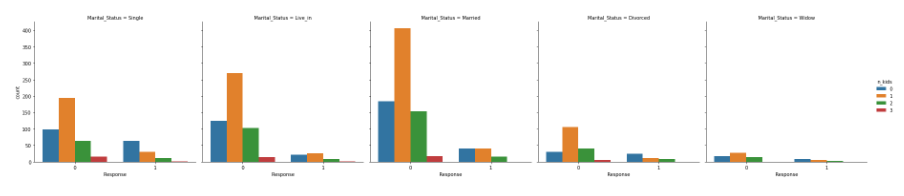 Marital_Status = Single
Marital_Status = Live_in
Marital_Status = Married
Marital_Status = Divorced
Marital_Status = Widow
400
350
300
250
200
150
100
50
0
count
0 1
Response
0 1
Response
0 1
Response
0 1
Response
0 1
Response
n_kids
0
1
2
3